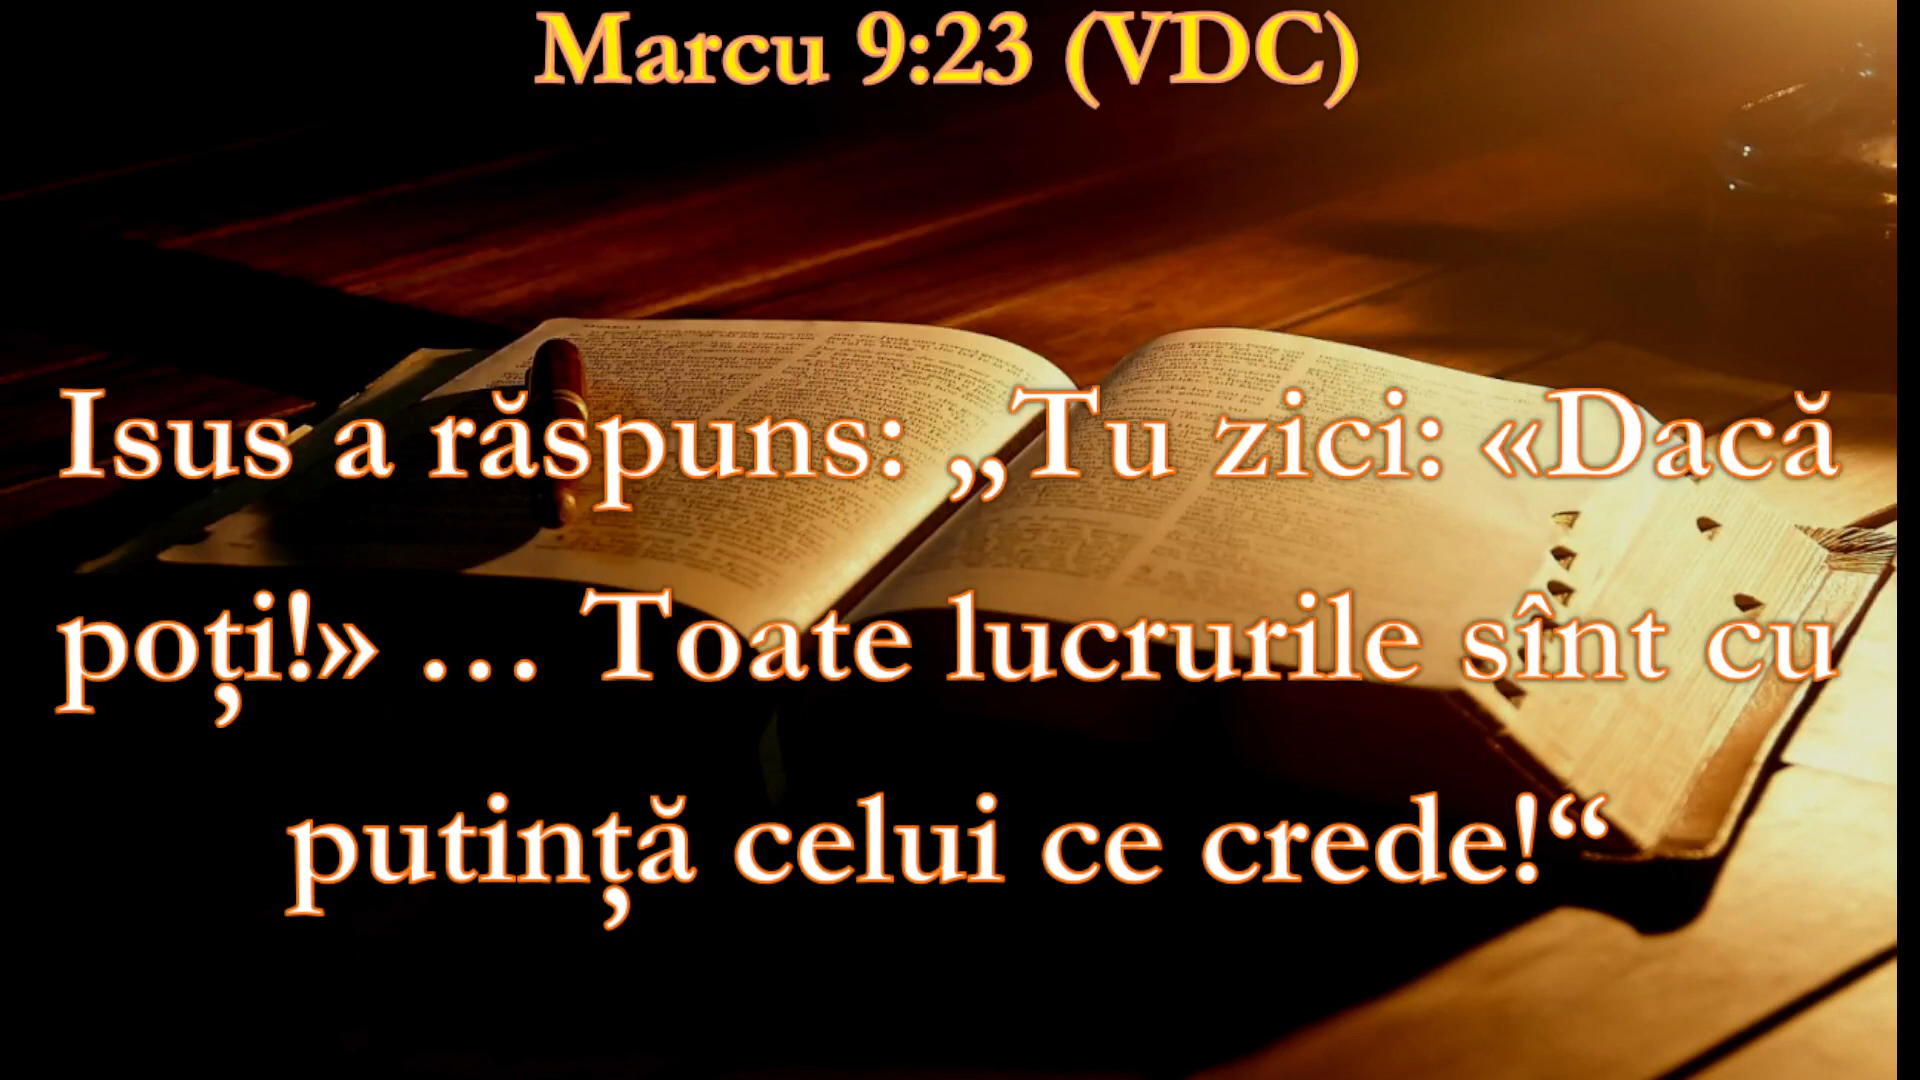 Marcu 9:23 (VDC)
Isus a răspuns: „Tu zici: «Dacă
poți!» … Toate lucrurile sînt cu
putință celui ce crede!“